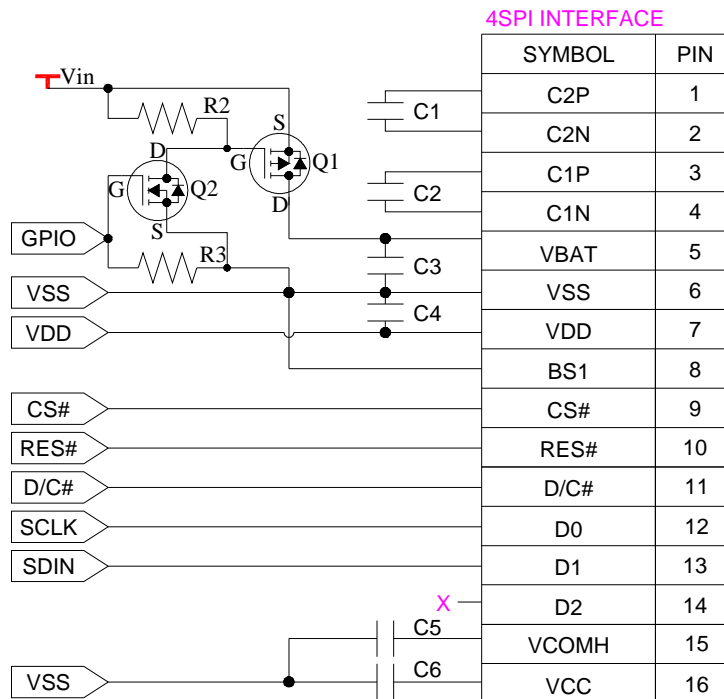 4SPI INTERFACE
SYMBOL PIN
Vin
R2
C1
C2P 1
C2N 2
S
G
Q1
D
D
G
Q2
S
C2
C1P 3
C1N 4
GPIO
R3
C3
VBAT 5
VSS
VSS 6
C4
VDD
VDD 7
BS1 8
CS#
CS# 9
RES#
RES# 10
D/C#
D/C# 11
SCLK
D0 12
SDIN
D1 13
X
D2 14
C5
VCOMH 15
C6
VSS
VCC 16